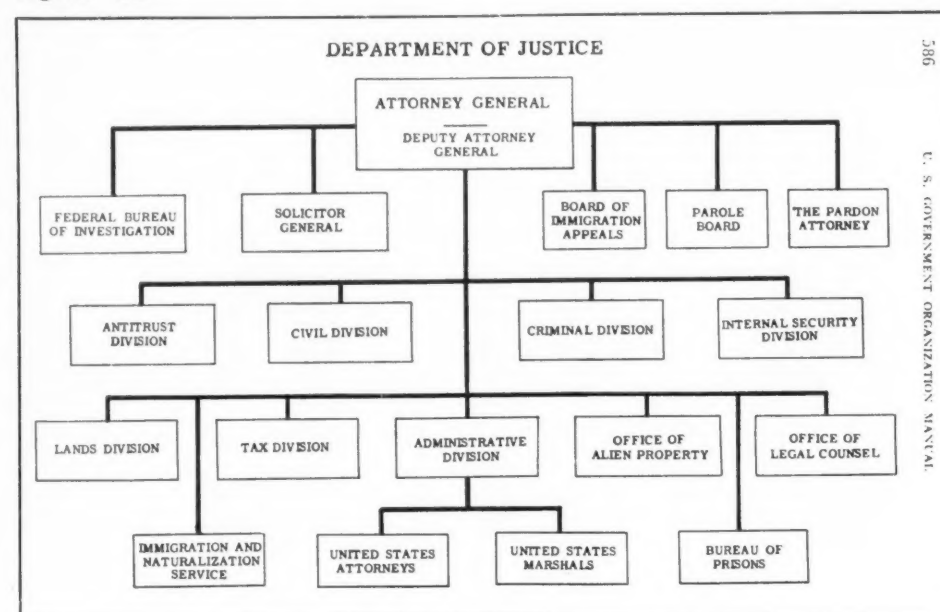 DEPARTMENT OF JUSTICE
ATTORNEY GENERAL
DEPUTY ATTORNEY
GENERAL
FEDERAL BUREAU
OF INVESTIGATION
SOLICITOR
GENERAL
BOARD OF
IMMIGRATION
APPEALS
PAROLE
BOARD
THE PARDON
ATTORNEY
ANTITRUST
DIVISION
CIVIL DIVISION
CRIMINAL DIVISION
INTERNAL SECURITY
DIVISION
LANDS DIVISION
TAX DIVISION
ADMINISTRATIVE
DIVISION
OFFICE OF
ALIEN PROPERTY
OFFICE OF
LEGAL COUNSEL
IMMIGRATION AND
NATURALIZATION
SERVICE
UNITED STATES
ATTORNEYS
UNITED STATES
MARSHALS
BUREAU OF
PRISONS
586
U. S. GOVERNMENT ORGANIZATION MANUAL